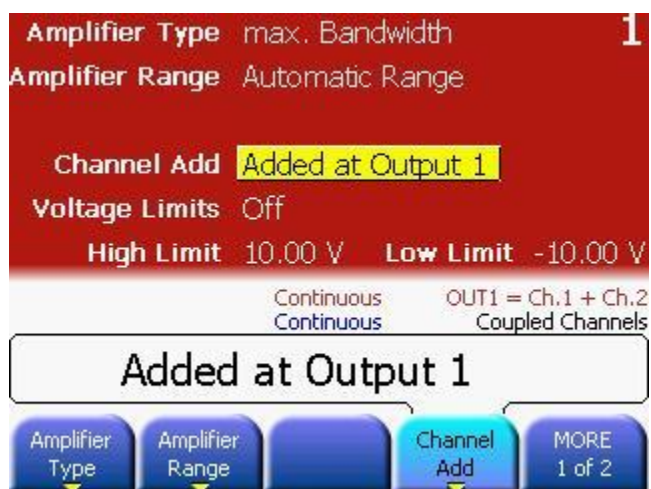 Amplifier Type max. Bandwidth 1
Amplifier Range Automatic Range
Channel Add Added at Output 1
Voltage Limits Off
High Limit 10.00 V Low Limit -10.00 V
Continuous OUT1 = Ch.1 + Ch.2
Continuous Coupled Channels
Added at Output 1
Amplifier Type
Amplifier Range
Channel Add
MORE 1 of 2